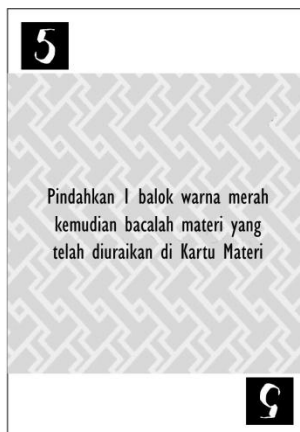 5
Pindahkan 1 balok warna merah
kemudian bacalah materi yang
telah diuraikan di Kartu Materi
5